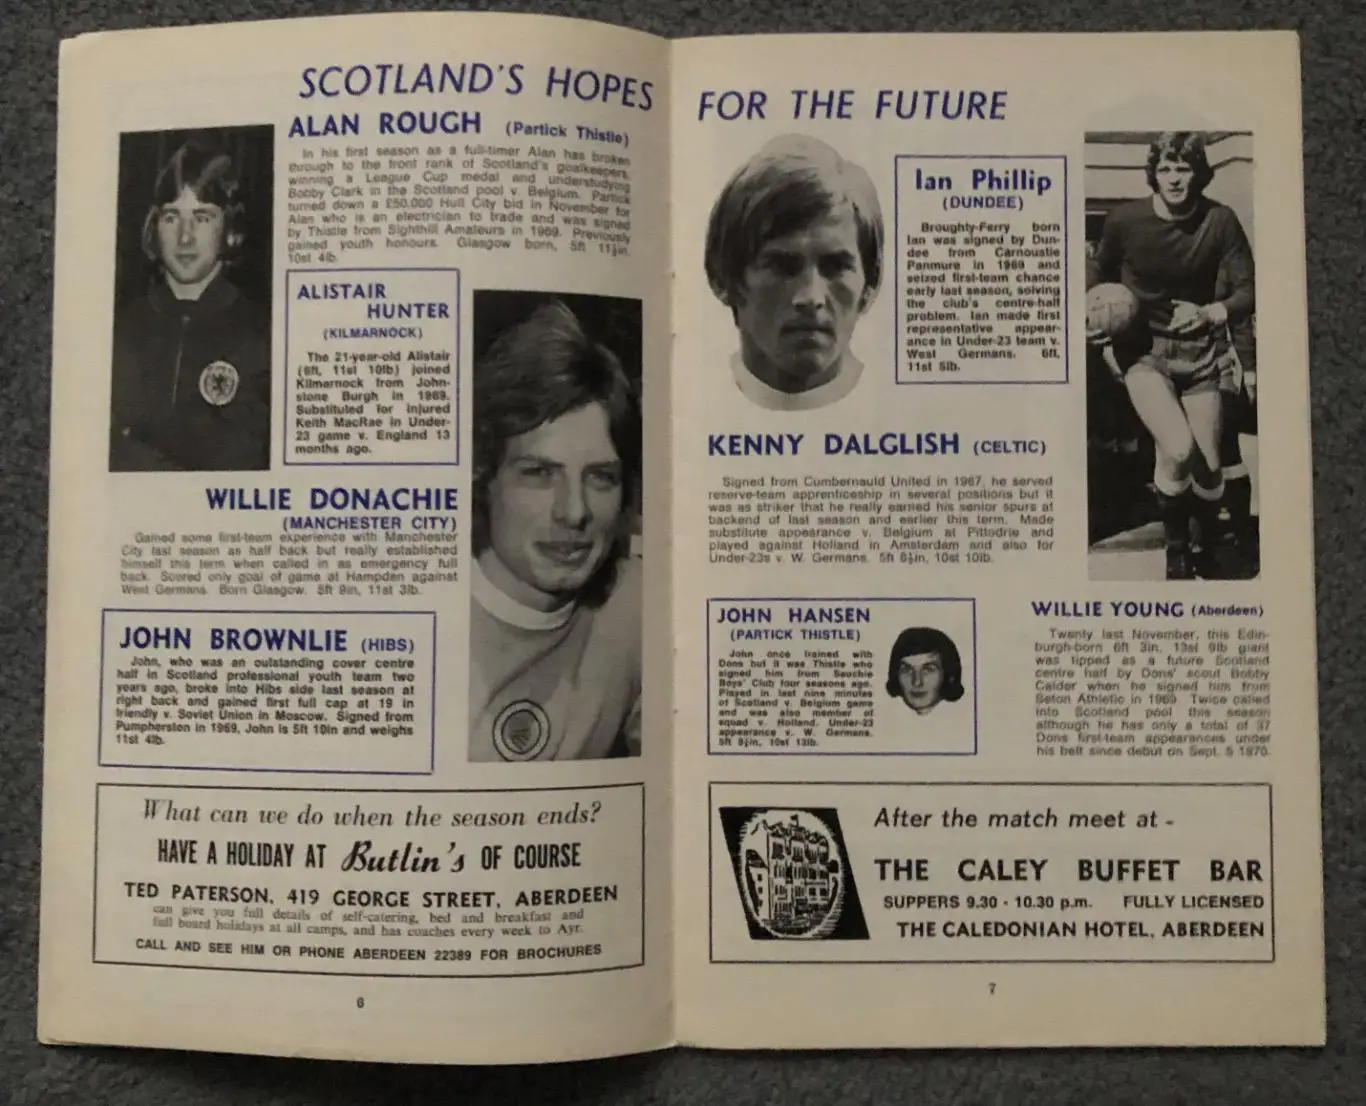 SCOTLAND'S HOPES
ALAN ROUGH (Partick Thistle)
In his first season as a full-timer Alan has broken
through to the front rank of Scotland's goalkeepers,
winning a League Cup medal and understudying
Bobby Clark in the Scotland pool v. Belgium. Partick
turned down a £50,000 Hull City bid in November for
Alan who is an electrician to trade and was signed
by Thistle from Sighthill Amateurs in 1969. Previously
gained youth honours. Glasgow born, 5ft 11½in,
10st 4lb.
ALISTAIR
HUNTER
(KILMARNOCK)
The 21-year-old Alistair
(6ft, 11st 10lb) joined
Kilmarnock from John-
stone Burgh in 1969.
Substituted for injured
Keith MacRae in Under-
23 game v. England 13
months ago.
WILLIE DONACHIE
(MANCHESTER CITY)
Gained some first-team experience with Manchester
City last season as half back but really established
himself this term when called in as emergency full
back. Scored only goal of game at Hampden against
West Germans. Born Glasgow. 5ft 9in, 11st 3lb.
JOHN BROWNLIE (HIBS)
John, who was an outstanding cover centre
half in Scotland professional youth team two
years ago, broke into Hibs side last season at
right back and gained first full cap at 19 in
friendly v. Soviet Union in Moscow. Signed from
Pumpherston in 1969, John is 5ft 10in and weighs
11st 4lb.
What can we do when the season ends?
HAVE A HOLIDAY AT Butlin's OF COURSE
TED PATERSON, 419 GEORGE STREET, ABERDEEN
can give you full details of self-catering, bed and breakfast and
full board holidays at all camps, and has coaches every week to Ayr.
CALL AND SEE HIM OR PHONE ABERDEEN 22389 FOR BROCHURES
6
FOR THE FUTURE
Ian Phillip
(DUNDEE)
Broughty-Ferry born
Ian was signed by Dun-
dee from Carnoustie
Panmure in 1969 and
seized first-team chance
early last season, solving
the club's centre-half
problem. Ian made first
representative appear-
ance in Under-23 team v.
West Germans. 6ft,
11st 5lb.
KENNY DALGLISH (CELTIC)
Signed from Cumbernauld United in 1967, he served
reserve-team apprenticeship in several positions but it
was as striker that he really earned his senior spurs at
backend of last season and earlier this term. Made
substitute appearance v. Belgium at Pittodrie and
played against Holland in Amsterdam and also for
Under-23s v. W. Germans. 5ft 8½in, 10st 10lb.
JOHN HANSEN
(PARTICK THISTLE)
John once trained with
Dons but it was Thistle who
signed him from Sauchie
Boys' Club four seasons ago.
Played in last nine minutes
of Scotland v. Belgium game
and was also member of
squad v. Holland. Under-23
appearance v. W. Germans.
5ft 9½in, 10st 13lb.
WILLIE YOUNG (Aberdeen)
Twenty last November, this Edin-
burgh-born 6ft 3in, 13st 9lb giant
was tipped as a future Scotland
centre half by Dons' scout Bobby
Calder when he signed him from
Seton Athletic in 1969. Twice called
into Scotland pool this season
although he has only a total of 37
Dons first-team appearances under
his belt since debut on Sept. 5 1970.
After the match meet at -
THE CALEY BUFFET BAR
SUPPERS 9.30 - 10.30 p.m. FULLY LICENSED
THE CALEDONIAN HOTEL, ABERDEEN
7